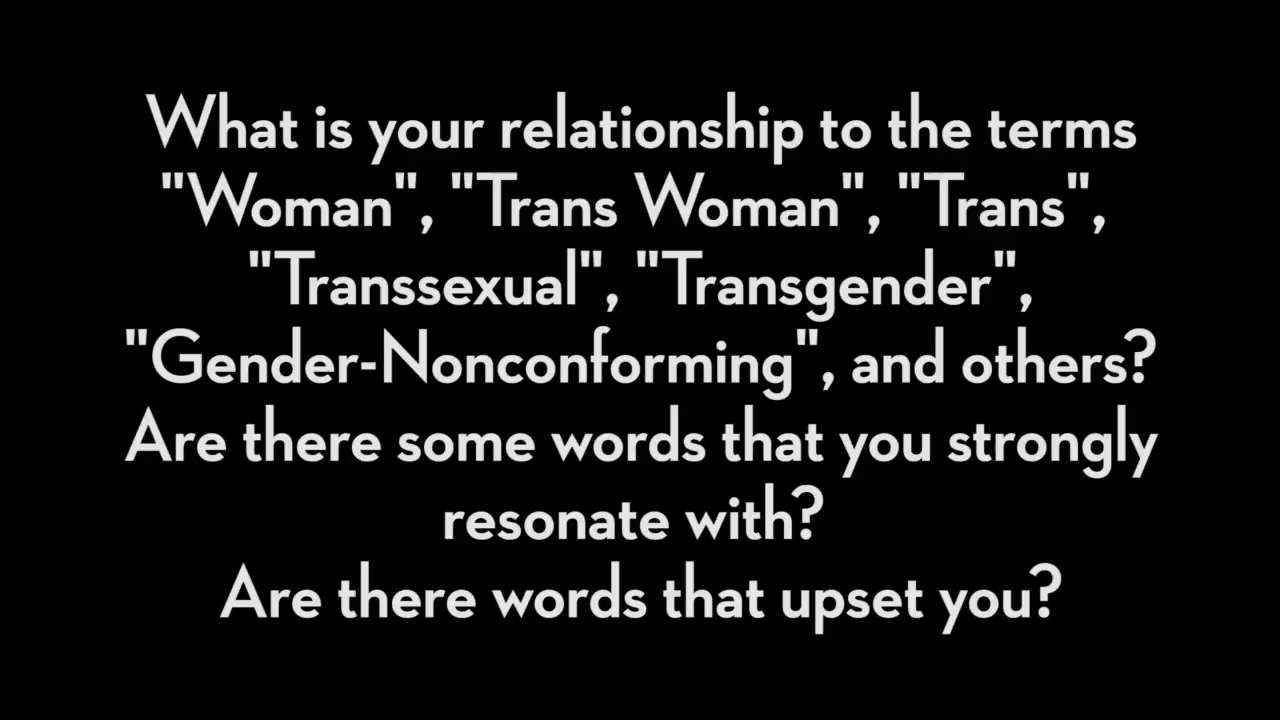 What is your relationship to the terms
"Woman", "Trans Woman", "Trans",
"Transsexual", "Transgender",
"Gender-Nonconforming", and others?
Are there some words that you strongly
resonate with?
Are there words that upset you?